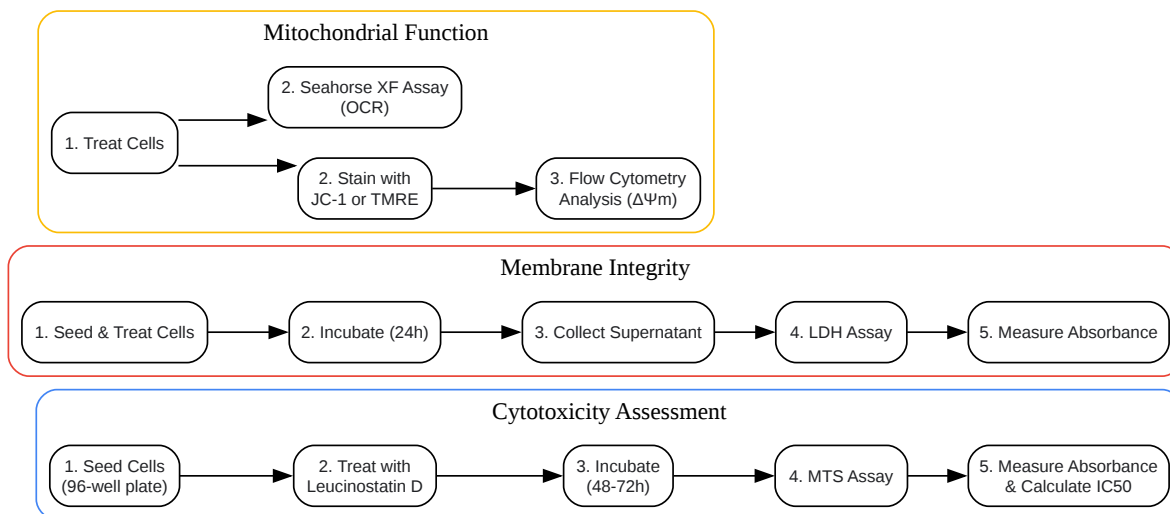 Mitochondrial Function
2. Seahorse XF Assay
(OCR)
1. Treat Cells
2. Stain with
JC-1 or TMRE
3. Flow Cytometry
Analysis (ΔΨm)
Membrane Integrity
1. Seed & Treat Cells
2. Incubate (24h)
3. Collect Supernatant
4. LDH Assay
5. Measure Absorbance
Cytotoxicity Assessment
1. Seed Cells
(96-well plate)
2. Treat with
Leucinostatin D
3. Incubate
(48-72h)
4. MTS Assay
5. Measure Absorbance
& Calculate IC50